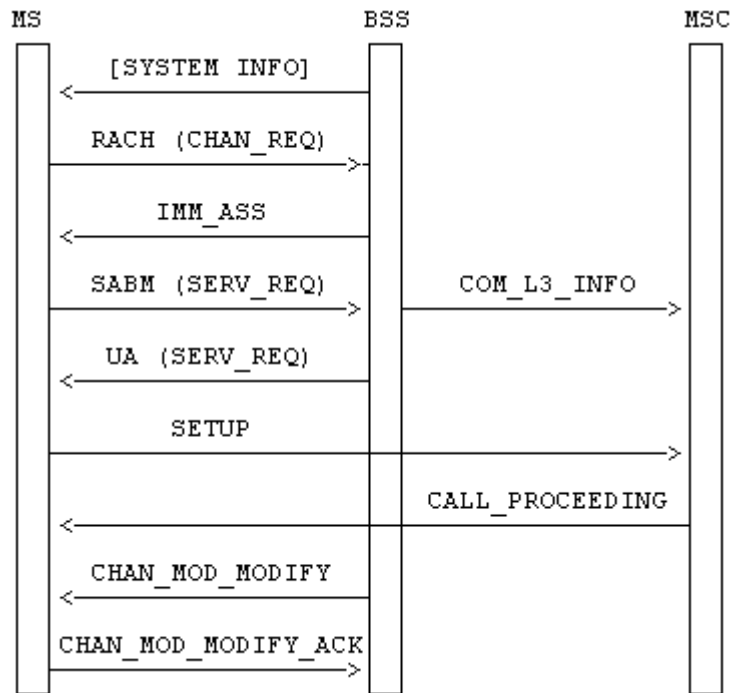 MS BSS MSC
[SYSTEM INFO]
RACH (CHAN_REQ)
IMM_ASS
SABM (SERV_REQ) COM_L3_INFO
UA (SERV_REQ)
SETUP
CALL_PROCEEDING
CHAN_MOD_MODIFY
CHAN_MOD_MODIFY_ACK